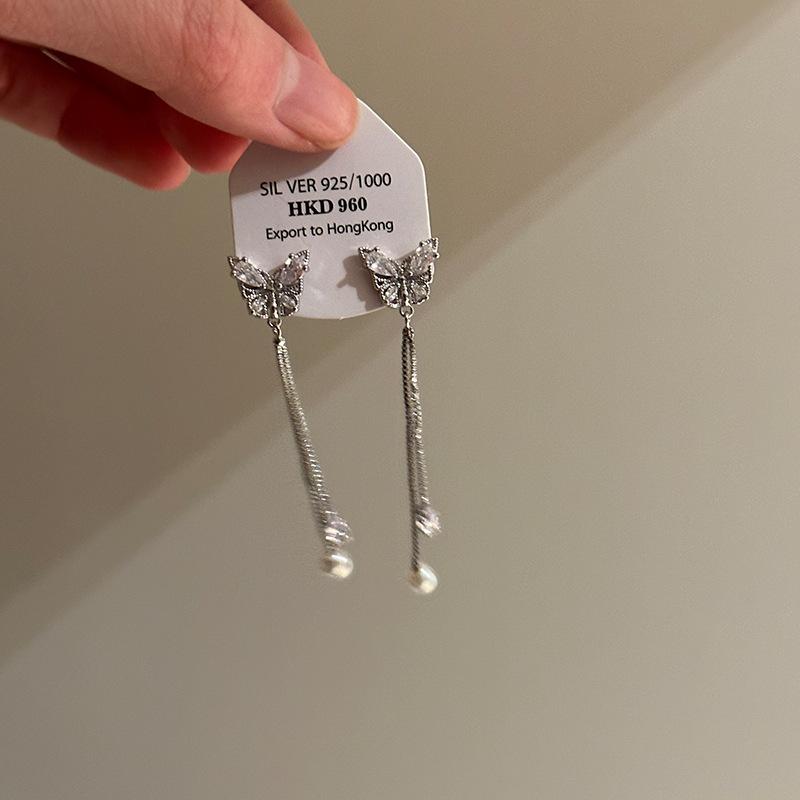 SIL VER 925/1000
HKD 960
Export to HongKong